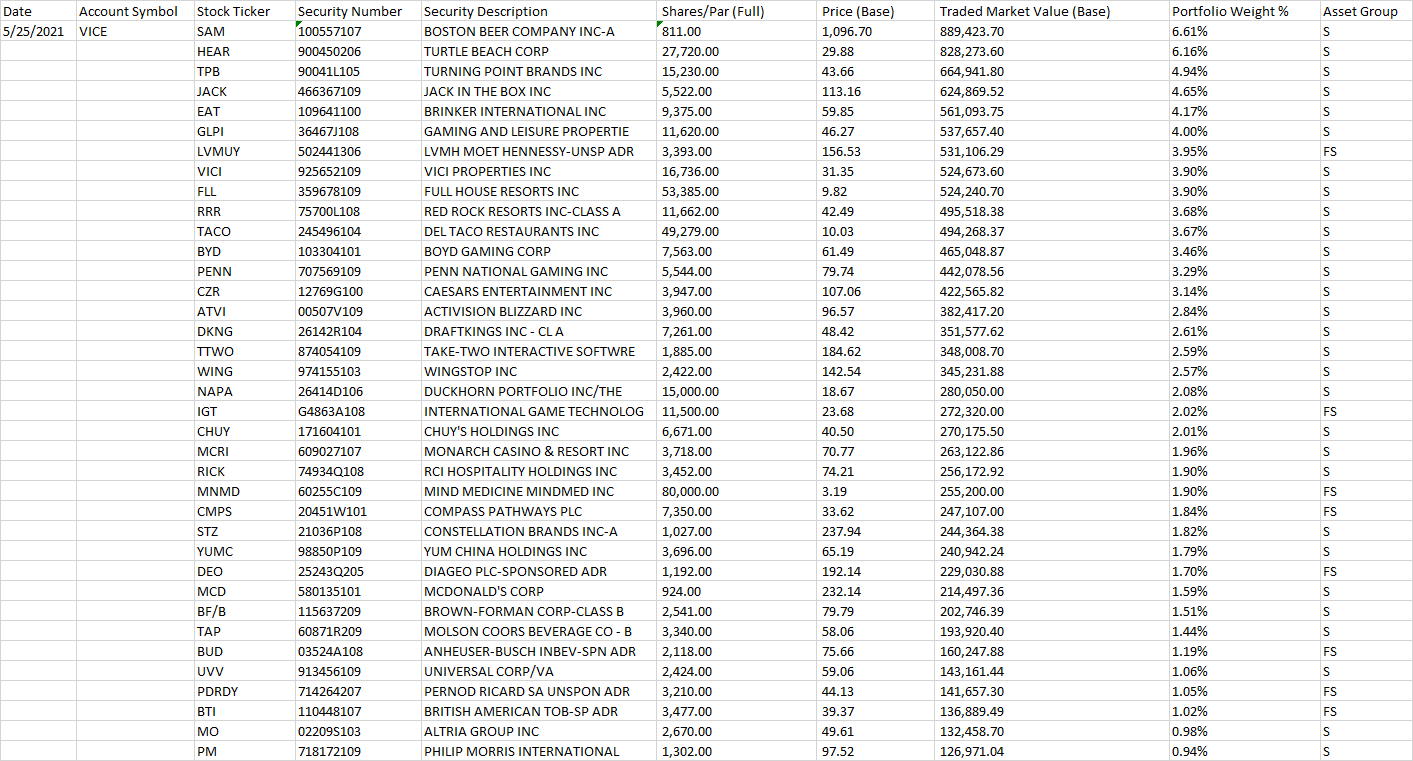 Date Account Symbol Stock Ticker Security Number Security Description Shares/Par (Full) Price (Base) Traded Market Value (Base) Portfolio Weight % Asset Group
5/25/2021 VICE SAM 100557107 BOSTON BEER COMPANY INC-A 811.00 1,096.70 889,423.70 6.61% S
HEAR 900450206 TURTLE BEACH CORP 27,720.00 29.88 828,273.60 6.16% S
TPB 90041L105 TURNING POINT BRANDS INC 15,230.00 43.66 664,941.80 4.94% S
JACK 466367109 JACK IN THE BOX INC 5,522.00 113.16 624,869.52 4.65% S
EAT 109641100 BRINKER INTERNATIONAL INC 9,375.00 59.85 561,093.75 4.17% S
GLPI 36467J108 GAMING AND LEISURE PROPERTIE 11,620.00 46.27 537,657.40 4.00% S
LVMUY 502441306 LVMH MOET HENNESSY-UNSP ADR 3,393.00 156.53 531,106.29 3.95% FS
VICI 925652109 VICI PROPERTIES INC 16,736.00 31.35 524,673.60 3.90% S
FLL 359678109 FULL HOUSE RESORTS INC 53,385.00 9.82 524,240.70 3.90% S
RRR 75700L108 RED ROCK RESORTS INC-CLASS A 11,662.00 42.49 495,518.38 3.68% S
TACO 245496104 DEL TACO RESTAURANTS INC 49,279.00 10.03 494,268.37 3.67% S
BYD 103304101 BOYD GAMING CORP 7,563.00 61.49 465,048.87 3.46% S
PENN 707569109 PENN NATIONAL GAMING INC 5,544.00 79.74 442,078.56 3.29% S
CZR 12769G100 CAESARS ENTERTAINMENT INC 3,947.00 107.06 422,565.82 3.14% S
ATVI 00507V109 ACTIVISION BLIZZARD INC 3,960.00 96.57 382,417.20 2.84% S
DKNG 26142R104 DRAFTKINGS INC - CL A 7,261.00 48.42 351,577.62 2.61% S
TTWO 874054109 TAKE-TWO INTERACTIVE SOFTWRE 1,885.00 184.62 348,008.70 2.59% S
WING 974155103 WINGSTOP INC 2,422.00 142.54 345,231.88 2.57% S
NAPA 26414D106 DUCKHORN PORTFOLIO INC/THE 15,000.00 18.67 280,050.00 2.08% S
IGT G4863A108 INTERNATIONAL GAME TECHNOLOG 11,500.00 23.68 272,320.00 2.02% FS
CHUY 171604101 CHUY'S HOLDINGS INC 6,671.00 40.50 270,175.50 2.01% S
MCRI 609027107 MONARCH CASINO & RESORT INC 3,718.00 70.77 263,122.86 1.96% S
RICK 74934Q108 RCI HOSPITALITY HOLDINGS INC 3,452.00 74.21 256,172.92 1.90% S
MNMD 60255C109 MIND MEDICINE MINDMED INC 80,000.00 3.19 255,200.00 1.90% FS
CMPS 20451W101 COMPASS PATHWAYS PLC 7,350.00 33.62 247,107.00 1.84% FS
STZ 21036P108 CONSTELLATION BRANDS INC-A 1,027.00 237.94 244,364.38 1.82% S
YUMC 98850P109 YUM CHINA HOLDINGS INC 3,696.00 65.19 240,942.24 1.79% S
DEO 25243Q205 DIAGEO PLC-SPONSORED ADR 1,192.00 192.14 229,030.88 1.70% FS
MCD 580135101 MCDONALD'S CORP 924.00 232.14 214,497.36 1.59% S
BF/B 115637209 BROWN-FORMAN CORP-CLASS B 2,541.00 79.79 202,746.39 1.51% S
TAP 60871R209 MOLSON COORS BEVERAGE CO - B 3,340.00 58.06 193,920.40 1.44% S
BUD 03524A108 ANHEUSER-BUSCH INBEV-SPN ADR 2,118.00 75.66 160,247.88 1.19% FS
UVV 913456109 UNIVERSAL CORP/VA 2,424.00 59.06 143,161.44 1.06% S
PDRDY 714264207 PERNOD RICARD SA UNSPON ADR 3,210.00 44.13 141,657.30 1.05% FS
BTI 110448107 BRITISH AMERICAN TOB-SP ADR 3,477.00 39.37 136,889.49 1.02% FS
MO 02209S103 ALTRIA GROUP INC 2,670.00 49.61 132,458.70 0.98% S
PM 718172109 PHILIP MORRIS INTERNATIONAL 1,302.00 97.52 126,971.04 0.94% S